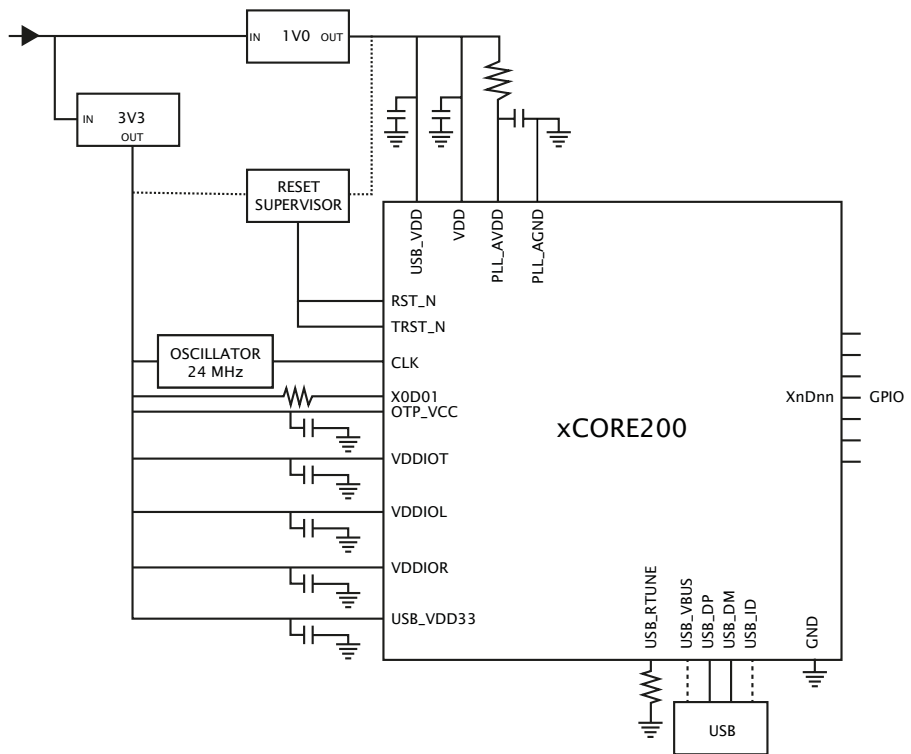 IN 1V0 OUT
IN 3V3
OUT
RESET
SUPERVISOR
USB_VDD
VDD
PLL_AVDD
PLL_AGND
RST_N
TRST_N
OSCILLATOR
24 MHz
CLK
X0D01
OTP_VCC
XnDnn GPIO
xCORE200
VDDIOT
VDDIOL
VDDIOR
USB_VDD33
USB_RTUNE
USB_VBUS
USB_DP
USB_DM
USB_ID
GND
USB